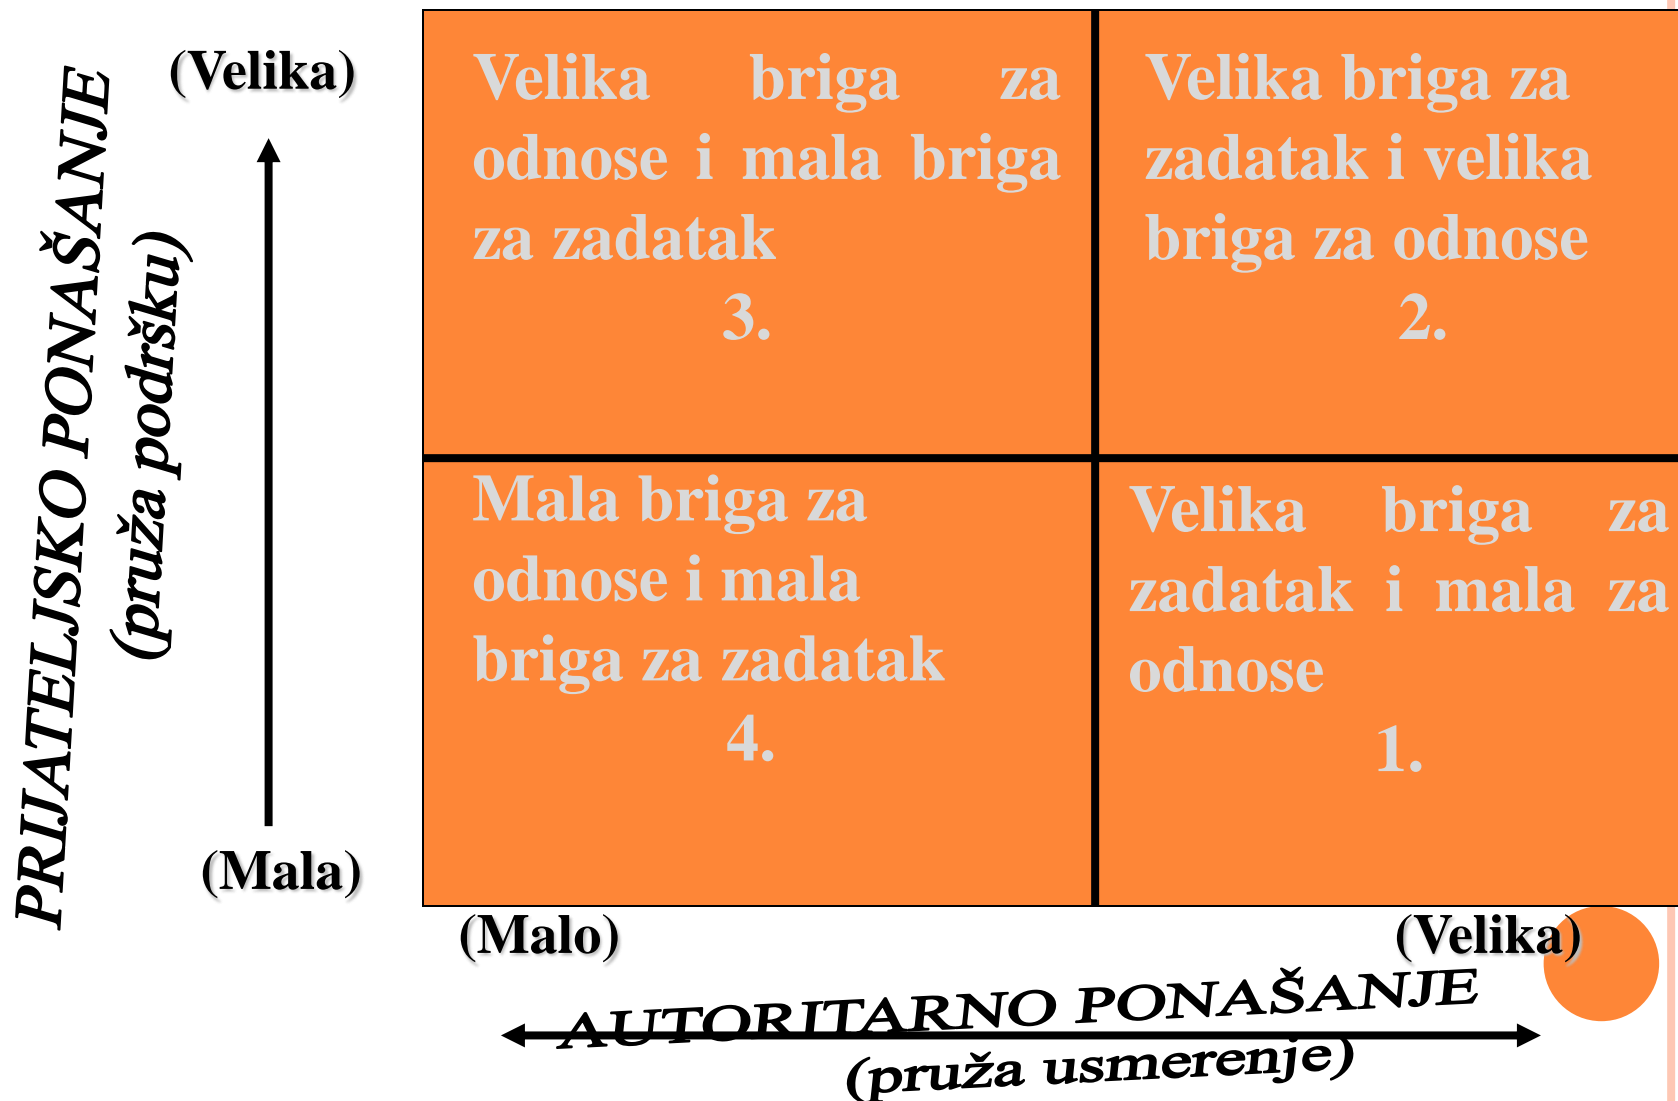 PRIJATELJSKO PONAŠANJE
(pruža podršku)
(Velika)
(Mala)
Velika briga za
odnose i mala briga
za zadatak
3.
Velika briga za
zadatak i velika
briga za odnose
2.
Mala briga za
odnose i mala
briga za zadatak
4.
Velika briga za
zadatak i mala za
odnose
1.
(Malo)
(Velika)
AUTORITARNO PONAŠANJE
(pruža usmerenje)